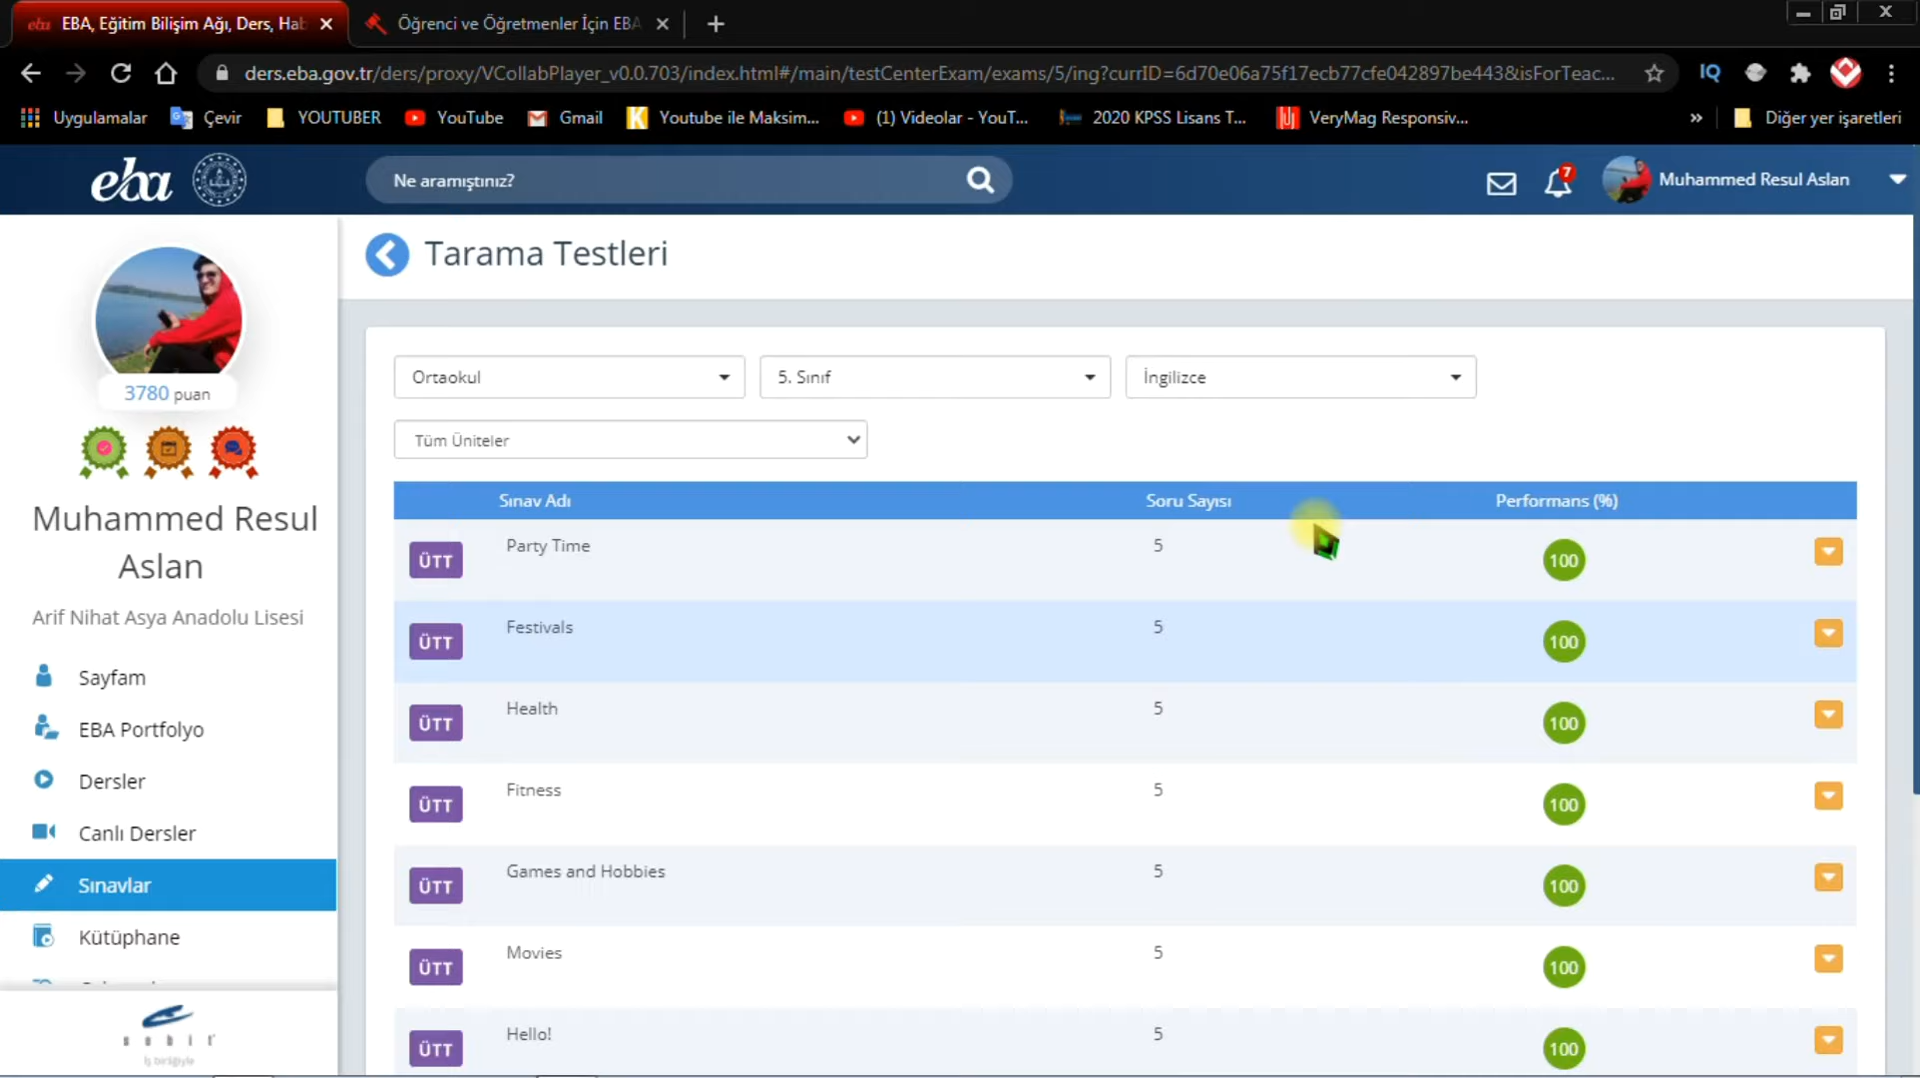 eba EBA, Eğitim Bilişim Ağı, Ders, Hab
Öğrenci ve Öğretmenler İçin EBA
ders.eba.gov.tr/ders/proxy/VCollabPlayer_v0.0.703/index.html#/main/testCenterExam/exams/5/ing?currID=6d70e06a75f17ecb77cfe042897be443&isForTeac...
IQ
Uygulamalar Çevir YOUTUBER YouTube Gmail Youtube ile Maksim... (1) Videolar - YouT... 2020 KPSS Lisans T... VeryMag Responsiv... » Diğer yer işaretleri
eba
Ne aramıştınız?
7
Muhammed Resul Aslan
Tarama Testleri
3780 puan
Muhammed Resul
Aslan
Arif Nihat Asya Anadolu Lisesi
Sayfam
EBA Portfolyo
Dersler
Canlı Dersler
Sınavlar
Kütüphane
sebit
İş birliğiyle
Ortaokul 5. Sınıf İngilizce
Tüm Üniteler
Sınav Adı Soru Sayısı Performans (%)
ÜTT Party Time 5 100
ÜTT Festivals 5 100
ÜTT Health 5 100
ÜTT Fitness 5 100
ÜTT Games and Hobbies 5 100
ÜTT Movies 5 100
ÜTT Hello! 5 100